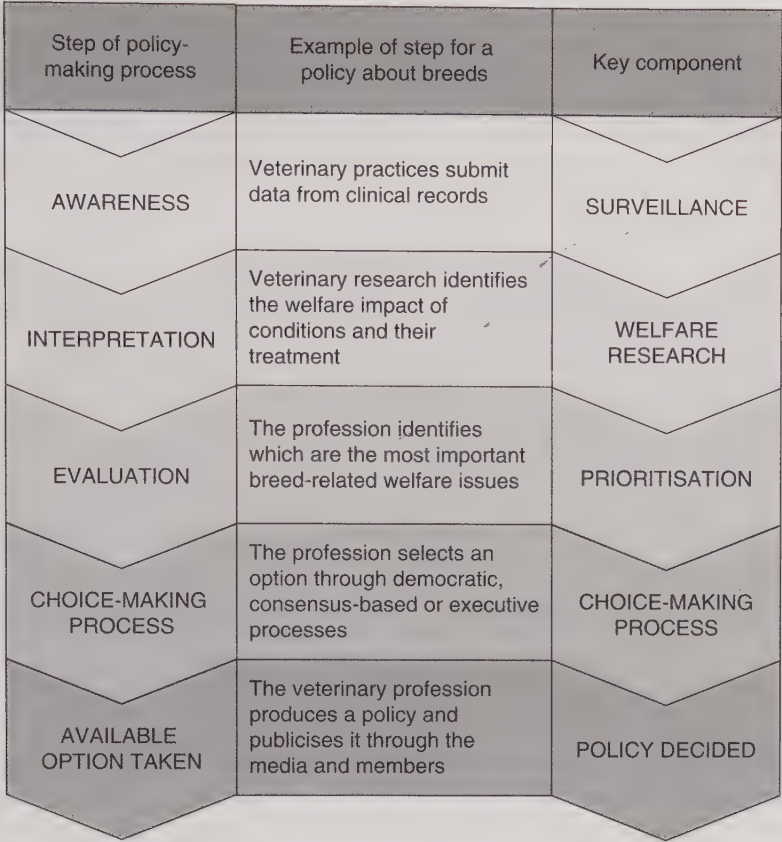 Step of policy-
making process
Example of step for a
policy about breeds
Key component
AWARENESS
Veterinary practices submit
data from clinical records
SURVEILLANCE
INTERPRETATION
Veterinary research identifies
the welfare impact of
conditions and their
treatment
WELFARE
RESEARCH
EVALUATION
The profession identifies
which are the most important
breed-related welfare issues
PRIORITISATION
CHOICE-MAKING
PROCESS
The profession selects an
option through democratic,
consensus-based or executive
processes
CHOICE-MAKING
PROCESS
AVAILABLE
OPTION TAKEN
The veterinary profession
produces a policy and
publicises it through the
media and members
POLICY DECIDED